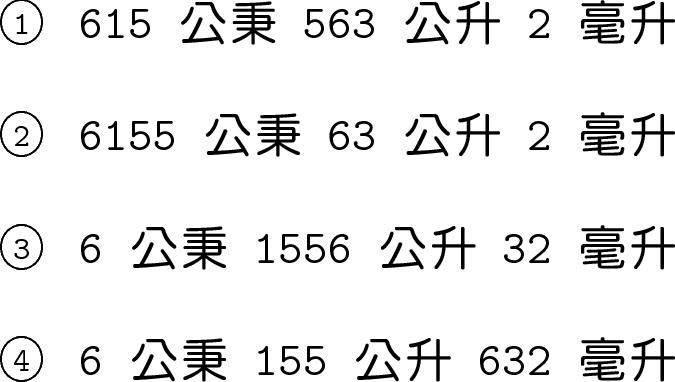 ① 615 公秉 563 公升 2 毫升
② 6155 公秉 63 公升 2 毫升
③ 6 公秉 1556 公升 32 毫升
④ 6 公秉 155 公升 632 毫升